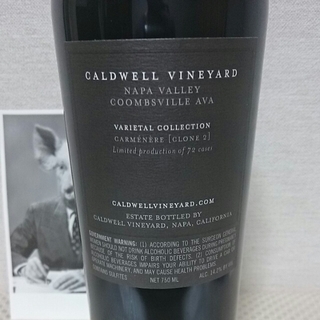 CALDWELL VINEYARD
NAPA VALLEY
COOMBSVILLE AVA
VARIETAL COLLECTION
CARMÉNÈRE [CLONE 2]
Limited production of 72 cases
CALDWELLVINEYARD.COM
ESTATE BOTTLED BY
CALDWELL VINEYARD, NAPA, CALIFORNIA
GOVERNMENT WARNING: (1) ACCORDING TO THE SURGEON GENERAL,
WOMEN SHOULD NOT DRINK ALCOHOLIC BEVERAGES DURING PREGNANCY
BECAUSE OF THE RISK OF BIRTH DEFECTS. (2) CONSUMPTION OF
ALCOHOLIC BEVERAGES IMPAIRS YOUR ABILITY TO DRIVE A CAR OR
OPERATE MACHINERY, AND MAY CAUSE HEALTH PROBLEMS.
CONTAINS SULFITES
NET 750 ML